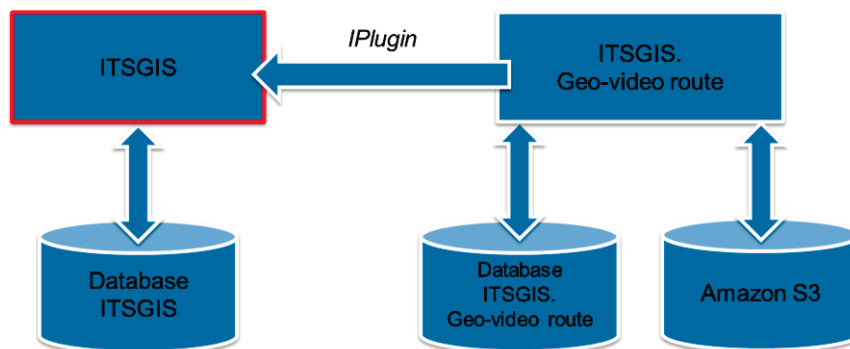 IPlugin
ITSGIS
ITSGIS.
Geo-video route
Database
ITSGIS
Database
ITSGIS.
Geo-video route
Amazon S3